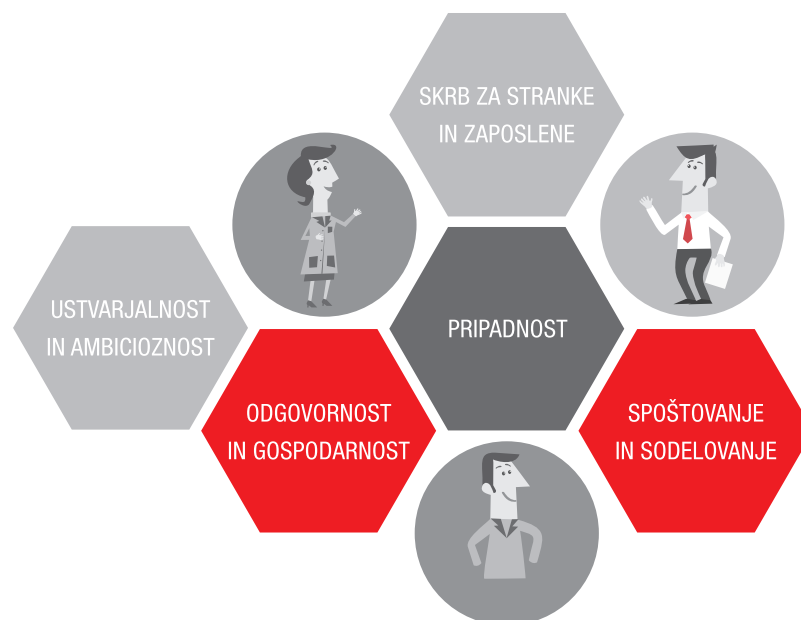 SKRB ZA STRANKE
IN ZAPOSLENE
USTVARJALNOST
IN AMBICIOZNOST
PRIPADNOST
ODGOVORNOST
IN GOSPODARNOST
SPOŠTOVANJE
IN SODELOVANJE